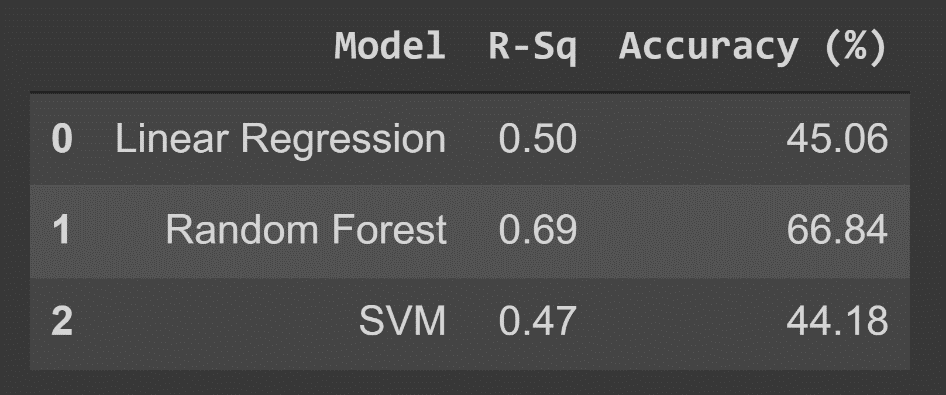 Model R-Sq Accuracy (%)
0 Linear Regression 0.50 45.06
1 Random Forest 0.69 66.84
2 SVM 0.47 44.18